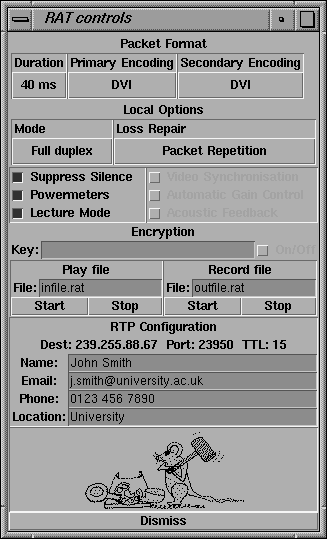 RAT controls
Packet Format
Duration Primary Encoding Secondary Encoding
40 ms DVI DVI
Local Options
Mode Loss Repair
Full duplex Packet Repetition
Suppress Silence Video Synchronisation
Powermeters Automatic Gain Control
Lecture Mode Acoustic Feedback
Encryption
Key: On/Off
Play file Record file
File: infile.rat File: outfile.rat
Start Stop Start Stop
RTP Configuration
Dest: 239.255.88.67 Port: 23950 TTL: 15
Name: John Smith
Email: j.smith@university.ac.uk
Phone: 0123 456 7890
Location: University
Dismiss